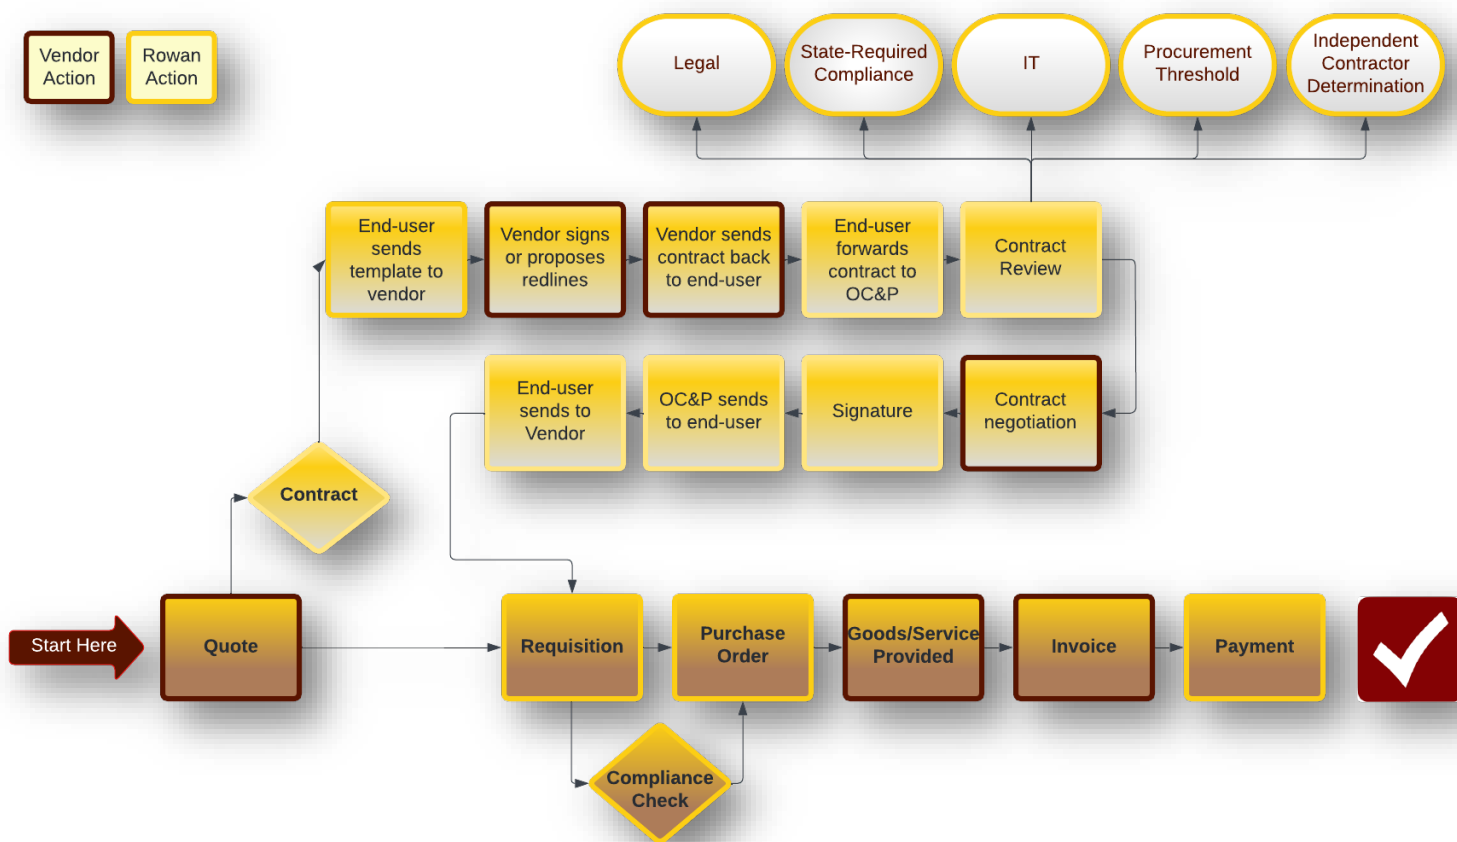 Vendor
Action
Rowan
Action
Legal
State-Required
Compliance
IT
Procurement
Threshold
Independent
Contractor
Determination
End-user
sends
template to
vendor
Vendor signs
or proposes
redlines
Vendor sends
contract back
to end-user
End-user
forwards
contract to
OC&P
Contract
Review
End-user
sends to
Vendor
OC&P sends
to end-user
Signature
Contract
negotiation
Contract
Start Here
Quote
Requisition
Purchase
Order
Goods/Service
Provided
Invoice
Payment
Compliance
Check